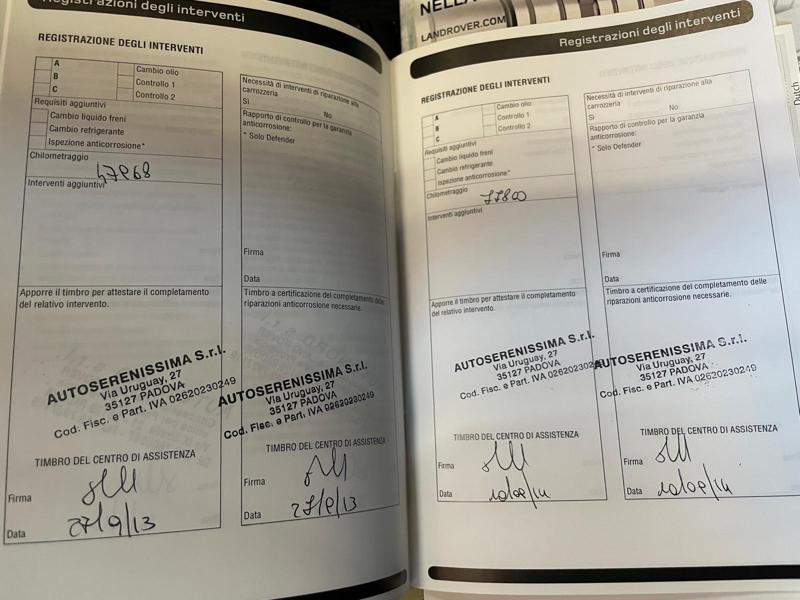 Registrazioni degli interventi
REGISTRAZIONE DEGLI INTERVENTI
A
B
C
Cambio olio
Controllo 1
Controllo 2
Requisiti aggiuntivi
Cambio liquido freni
Cambio refrigerante
Ispezione anticorrosione*
Chilometraggio
Interventi aggiuntivi
Necessità di interventi di riparazione alla
carrozzeria
Sì No
Rapporto di controllo per la garanzia
anticorrosione:
* Solo Defender
Firma
Data
Apporre il timbro per attestare il completamento
del relativo intervento.
AUTOSERENISSIMA S.r.l.
Via Uruguay, 27
35127 PADOVA
Cod. Fisc. e Part. IVA 02620230249
TIMBRO DEL CENTRO DI ASSISTENZA
Firma
Data 27/9/13
Timbro a certificazione del completamento delle
riparazioni anticorrosione necessarie.
AUTOSERENISSIMA S.r.l.
Via Uruguay, 27
35127 PADOVA
Cod. Fisc. e Part. IVA 02620230249
TIMBRO DEL CENTRO DI ASSISTENZA
Firma
Data 27/9/13
NELLA
LANDROVER.COM
Registrazioni degli interventi
Dutch
REGISTRAZIONE DEGLI INTERVENTI
A
B
C
Cambio olio
Controllo 1
Controllo 2
Requisiti aggiuntivi
Cambio liquido freni
Cambio refrigerante
Ispezione anticorrosione*
Chilometraggio
77800
Interventi aggiuntivi
Necessità di interventi di riparazione alla
carrozzeria
Sì No
Rapporto di controllo per la garanzia
anticorrosione:
* Solo Defender
Firma
Data
Apporre il timbro per attestare il completamento
del relativo intervento.
AUTOSERENISSIMA S.r.l.
Via Uruguay, 27
35127 PADOVA
Cod. Fisc. e Part. IVA
TIMBRO DEL CENTRO DI ASSISTENZA
Firma
Data
Timbro a certificazione del completamento delle
riparazioni anticorrosione necessarie.
AUTOSERENISSIMA S.r.l.
Via Uruguay, 27
35127 PADOVA
Cod. Fisc. e Part. IVA 02620230249
TIMBRO DEL CENTRO DI ASSISTENZA
Firma
Data